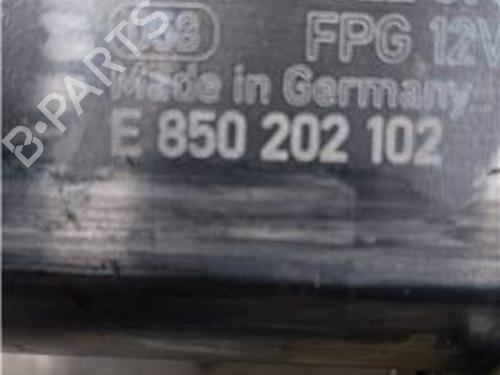 FPG 12V
Made in Germany
E 850 202 102
B-PARTS